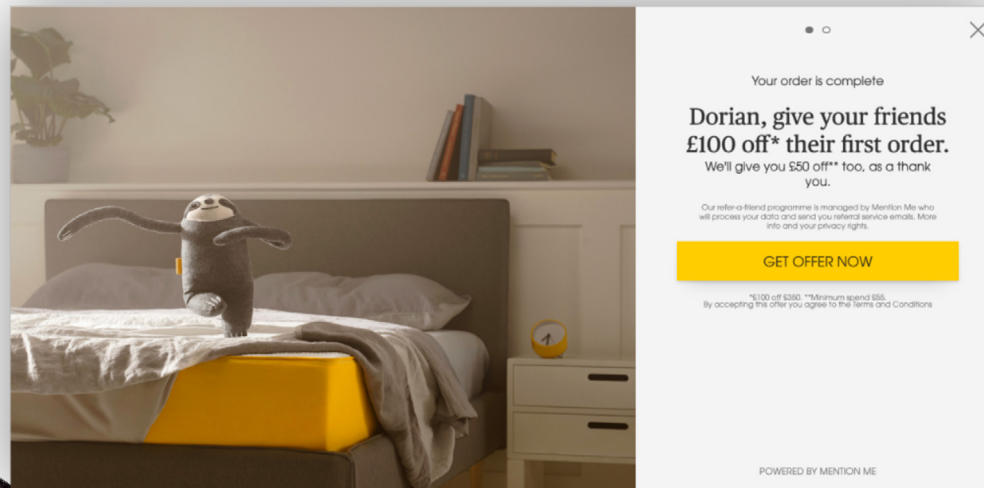 Your order is complete
Dorian, give your friends
£100 off* their first order.
We'll give you £50 off** too, as a thank
you.
Our refer-a-friend programme is managed by Mention Me who
will process your data and send you referral service emails. More
info and your privacy rights.
GET OFFER NOW
*£100 off £350. **Minimum spend £55.
By accepting this offer you agree to the Terms and Conditions
POWERED BY MENTION ME